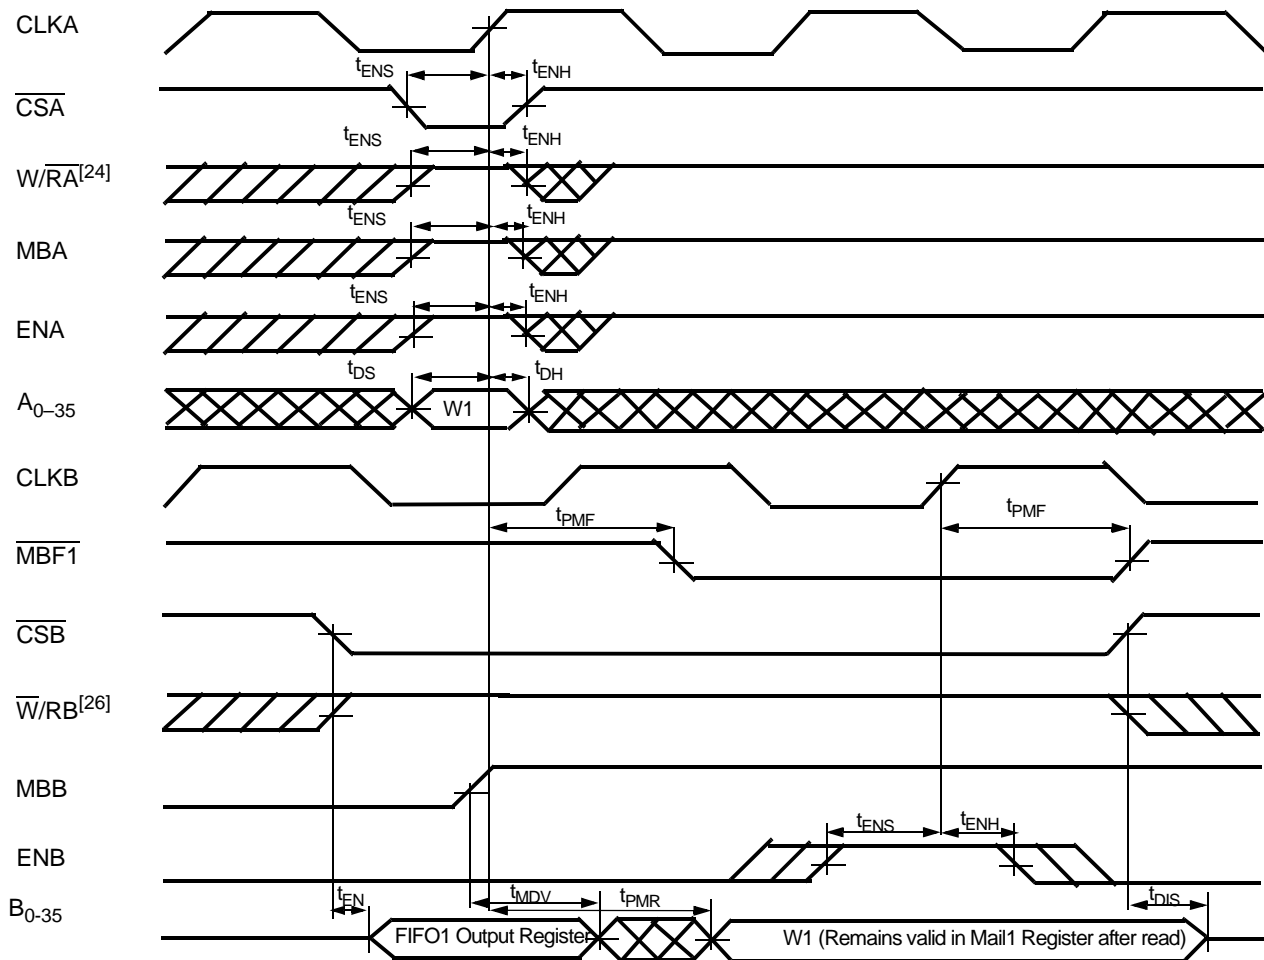 CLKA
tENS tENH
CSA
tENS tENH
W/RA[24]
tENS tENH
MBA
tENS tENH
ENA
tDS tDH
A0–35 W1
CLKB
tPMF tPMF
MBF1
CSB
W/RB[26]
MBB
tENS tENH
ENB
tEN tMDV tPMR tDIS
B0-35
FIFO1 Output Register W1 (Remains valid in Mail1 Register after read)